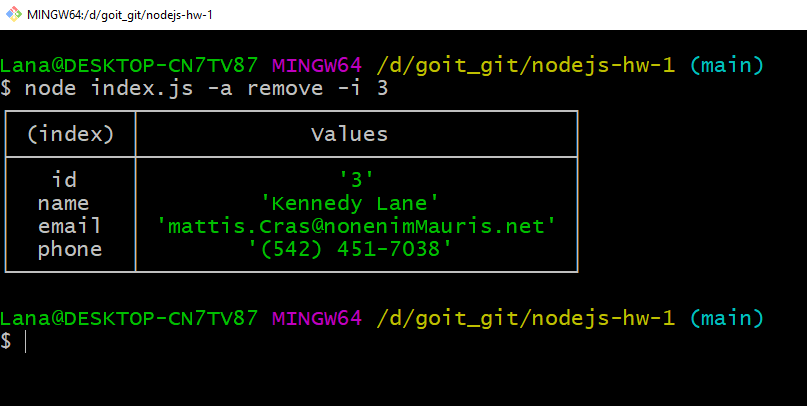 MINGW64:/d/goit_git/nodejs-hw-1
Lana@DESKTOP-CN7TV87 MINGW64 /d/goit_git/nodejs-hw-1 (main)
$ node index.js -a remove -i 3
(index) Values
id '3'
name 'Kennedy Lane'
email 'mattis.Cras@nonenimMauris.net'
phone '(542) 451-7038'
Lana@DESKTOP-CN7TV87 MINGW64 /d/goit_git/nodejs-hw-1 (main)
$